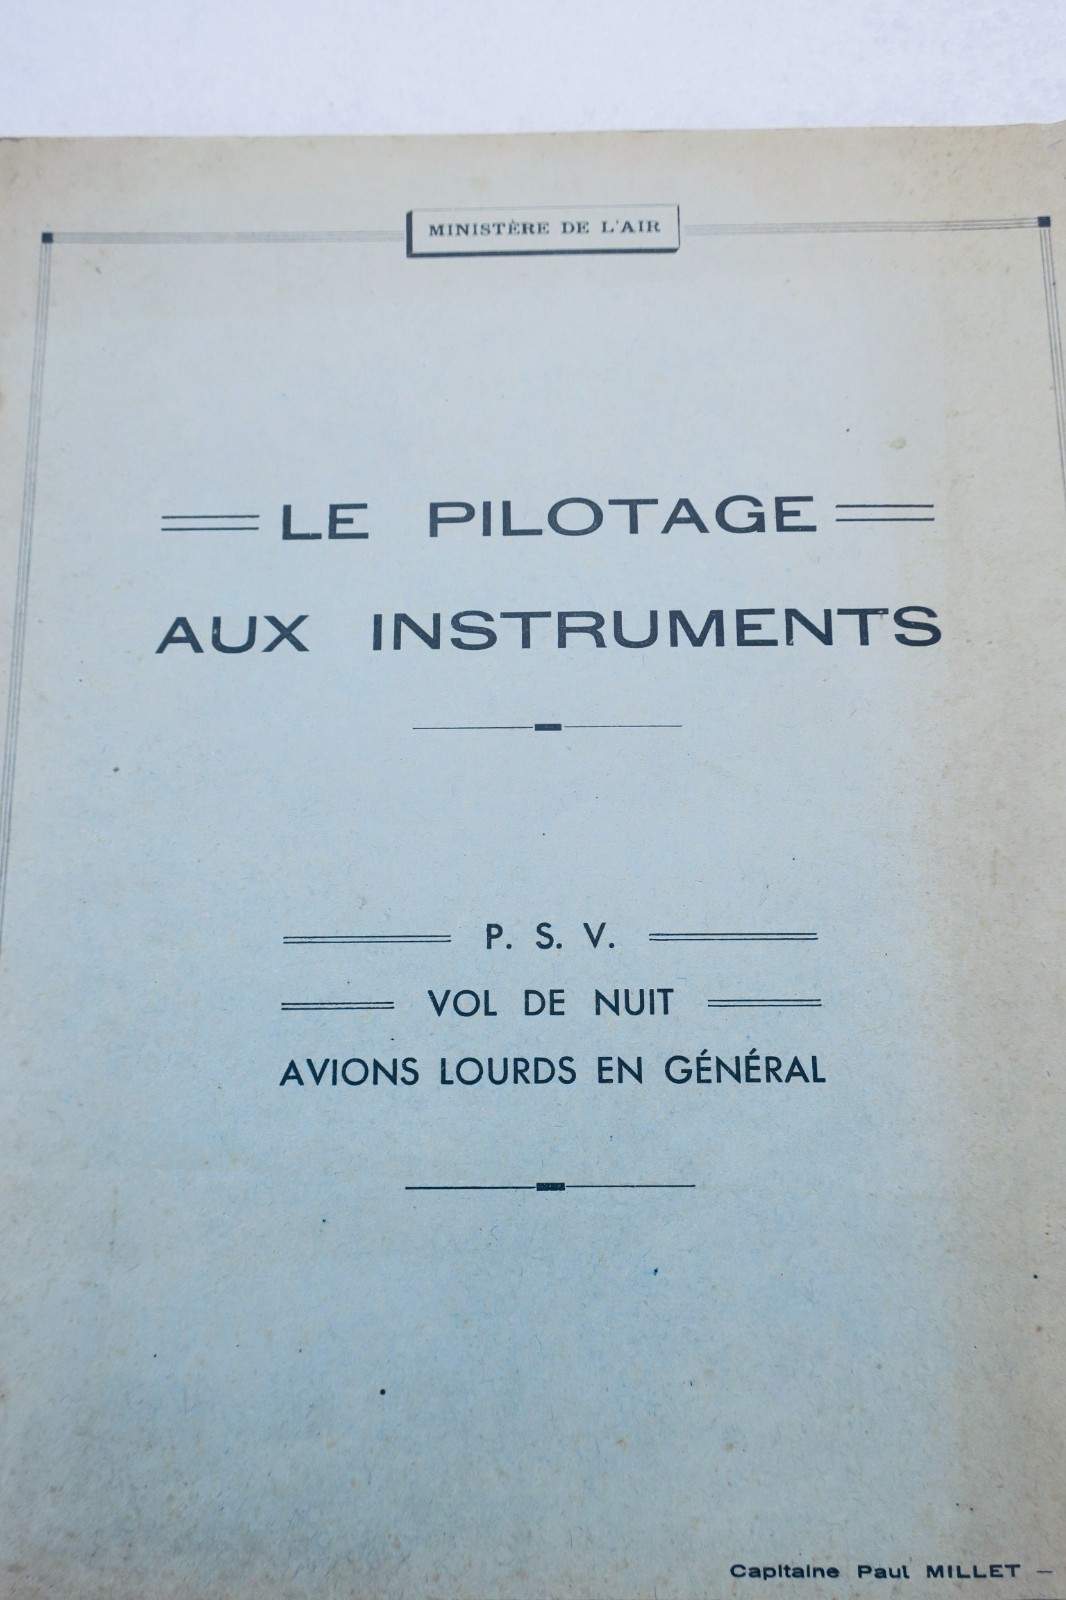 MINISTÈRE DE L'AIR
LE PILOTAGE
AUX INSTRUMENTS
P. S. V.
VOL DE NUIT
AVIONS LOURDS EN GÉNÉRAL
Capitaine Paul MILLET –